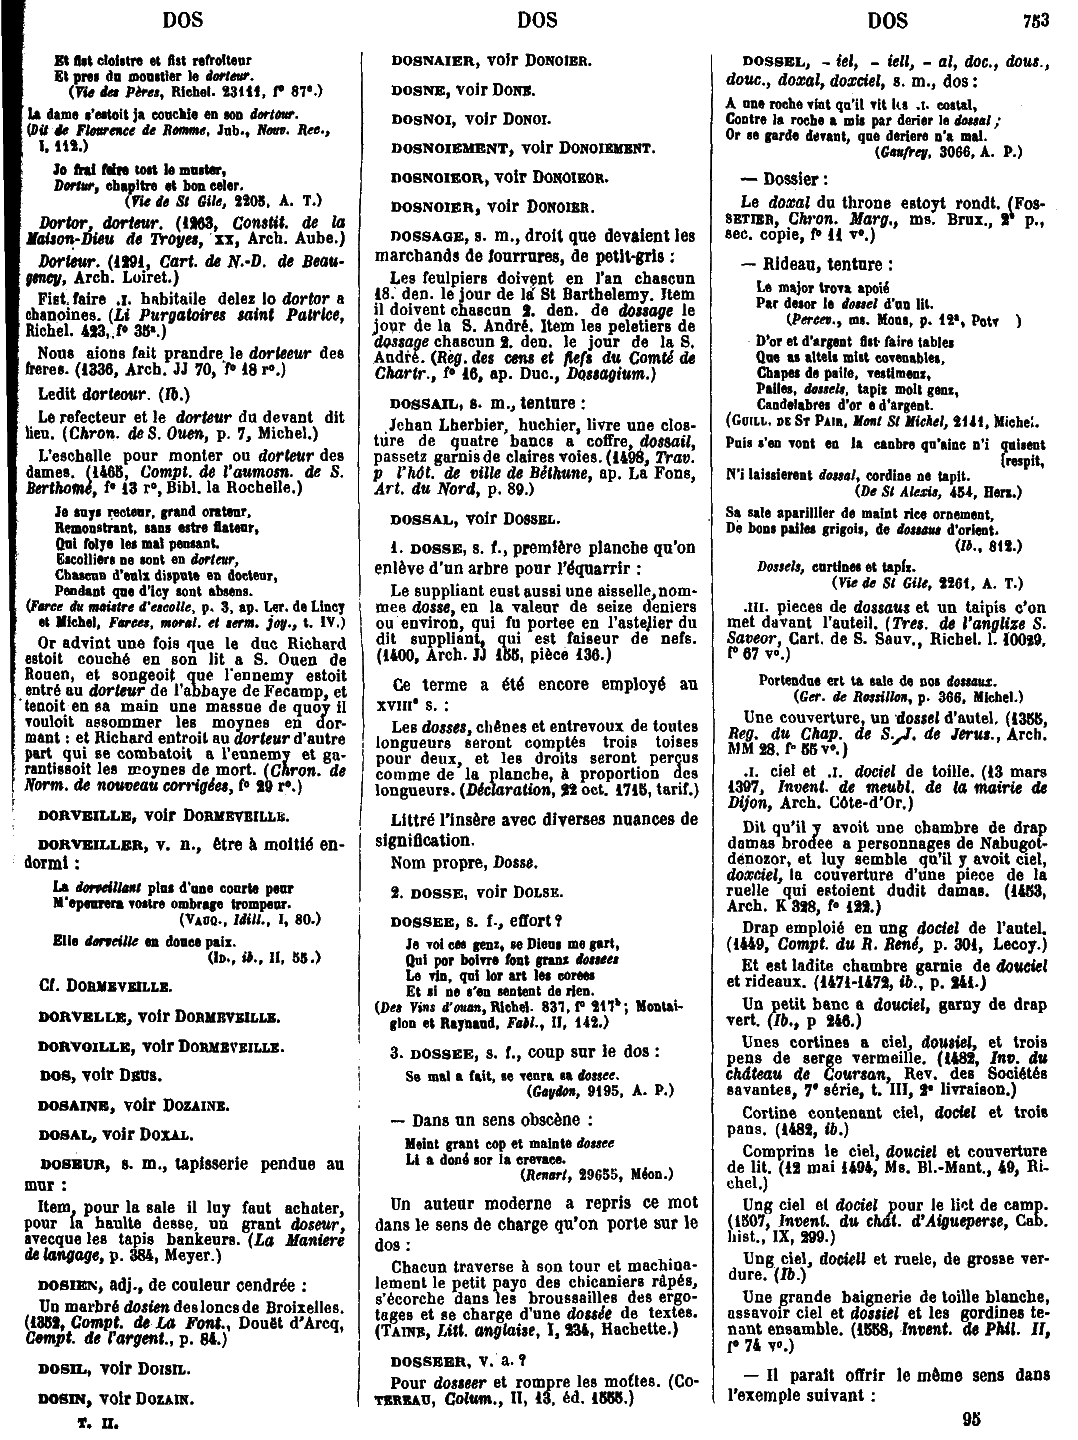 DOS
DOS
DOS
753
Et fist cloistre et fist refroiteur
Et pres du moustier le dorteur.
(Vie des Pères, Richel. 23111, f° 87ᵉ.)
La dame s'estoit ja couchie en son dortour.
(Dit de Flourence de Romme, Jub., Nouv. Rec.,
I, 112.)
Jo frai feire tost le muster,
Dortur, chapitre et bon celer.
(Vie de St Gile, 2205, A. T.)
Dortor, dorteur. (1263, Constit. de la
Maison-Dieu de Troyes, XX, Arch. Aube.)
Dorteur. (1291, Cart. de N.-D. de Beau-
gency, Arch. Loiret.)
Fist faire .I. habitaile delez lo dortor a
chanoines. (Li Purgatoires saint Patrice,
Richel. 423, f° 35ᵃ.)
Nous aions fait prandre le dorteeur des
freres. (1336, Arch. JJ 70, f° 18 r°.)
Ledit dorteour. (Ib.)
Le refecteur et le dorteur du devant dit
lieu. (Chron. de S. Ouen, p. 7, Michel.)
L'eschalle pour monter ou dorteur des
dames. (1465, Compt. de l'aumosn. de S.
Berthomé, f° 13 r°, Bibl. la Rochelle.)
Je suys recteur, grand orateur,
Remonstrant, sans estre flateur,
Qui folye les mal pensant.
Escolliers ne sont en dorteur,
Chascun d'eulx dispute en docteur,
Pendant que d'icy sont absens.
(Farce du maistre d'escolle, p. 3, ap. Ler. de Lincy
et Michel, Farces, moral. et serm. joy., t. IV.)
Or advint une fois que le duc Richard
estoit couché en son lit a S. Ouen de
Rouen, et songeoit que l'ennemy estoit
entré au dorteur de l'abbaye de Fecamp, et
tenoit en sa main une massue de quoy il
vouloit assommer les moynes en dor-
mant : et Richard entroit au dorteur d'autre
part qui se combatoit a l'ennemy et ga-
rantissoit les moynes de mort. (Chron. de
Norm. de nouveau corrigées, f° 29 r°.)
DORVEILLE, voir DORMEVEILLE.
DORVEILLER, v. n., être à moitié en-
dormi :
La dorveillant plus d'une courte peur
M'epeurera vostre ombrage trompeur.
(VAUQ., Idill., I, 80.)
Elle dorveille en douce paix.
(ID., ib., II, 55.)
Cf. DORMEVEILLE.
DORVELLE, voir DORMEVEILLE.
DORVOILLE, voir DORMEVEILLE.
DOS, voir DEUS.
DOSAINE, voir DOZAINE.
DOSAL, voir DOXAL.
DOSEUR, s. m., tapisserie pendue au
mur :
Item, pour la sale il luy faut achater,
pour la haulte desse, un grant doseur,
avecque les tapis bankeurs. (La Maniere
de langage, p. 384, Meyer.)
DOSIEN, adj., de couleur cendrée :
Un marbré dosien des loncs de Broixelles.
(1352, Compt. de La Font., Douët d'Arcq,
Compt. de l'argent., p. 84.)
DOSIL, voir DOISIL.
DOSIN, voir DOZAIN.
T. II.
DOSNAIER, voir DONOIER.
DOSNE, voir DONE.
DOSNOI, voir DONOI.
DOSNOIEMENT, voir DONOIEMENT.
DOSNOIEOR, voir DONOIEOR.
DOSNOIER, voir DONOIER.
DOSSAGE, s. m., droit que devaient les
marchands de fourrures, de petit-gris :
Les feulpiers doivent en l'an chascun
18. den. le jour de la St Barthelemy. Item
il doivent chascun 2. den. de dossage le
jour de la S. André. Item les peletiers de
dossage chascun 2. den. le jour de la S.
André. (Reg. des cens et fiefs du Comté de
Chartr., f° 16, ap. Duc., Dossagium.)
DOSSAIL, s. m., tenture :
Jehan Lherbier, huchier, livre une clos-
ture de quatre bancs a coffre, dossail,
passetz garnis de claires voies. (1498, Trav.
p l'hôt. de ville de Béthune, ap. La Fons,
Art. du Nord, p. 89.)
DOSSAL, voir DOSSEL.
1. DOSSE, s. f., première planche qu'on
enlève d'un arbre pour l'équarrir :
Le suppliant eust aussi une aisselle, nom-
mee dosse, en la valeur de seize deniers
ou environ, qui fu portee en l'astelier du
dit suppliant, qui est faiseur de nefs.
(1400, Arch. JJ 155, pièce 136.)
Ce terme a été encore employé au
XVIIIᵉ s. :
Les dosses, chênes et entrevoux de toutes
longueurs seront comptés trois toises
pour deux, et les droits seront perçus
comme de la planche, à proportion des
longueurs. (Déclaration, 22 oct. 1715, tarif.)
Littré l'insère avec diverses nuances de
signification.
Nom propre, Dosse.
2. DOSSE, voir DOLSE.
DOSSEE, s. f., effort ?
Je voi ces genz, se Dieus me gart,
Qui por boivre font granz dossees
Le vin, qui lor art les corees
Et si ne s'en sentent de rien.
(Des Vins d'ouan, Richel. 837, f° 217ᵇ ; Montai-
glon et Raynaud, Fabl., II, 142.)
3. DOSSEE, s. f., coup sur le dos :
Se mal a fait, se venra sa dossee.
(Gaydon, 9195, A. P.)
— Dans un sens obscène :
Meint grant cop et mainte dossee
Li a doné sor la crevace.
(Renart, 29655, Méon.)
Un auteur moderne a repris ce mot
dans le sens de charge qu'on porte sur le
dos :
Chacun traverse à son tour et machina-
lement le petit pays des chicaniers râpés,
s'écorche dans les broussailles des ergo-
tages et se charge d'une dossée de textes.
(TAINE, Litt. anglaise, I, 234, Hachette.)
DOSSEER, v. a. ?
Pour dosseer et rompre les mottes. (Co-
TEREAU, Colum., II, 13, éd. 1555.)
DOSSEL, - iel, - iell, - al, doc., dous.,
douc., doxal, doxciel, s. m., dos :
A une roche vint qu'il vit les .I. costal,
Contre la roche a mis par derier le dossal ;
Or se garde devant, que deriere n'a mal.
(Gaufrey, 3066, A. P.)
— Dossier :
Le doxal du throne estoyt rondt. (Fos-
SETIER, Chron. Marg., ms. Brux., 2ᵉ p.,
sec. copie, f° 11 v°.)
— Rideau, tenture :
Le major trova apoié
Par desor le dossel d'un lit.
(Percev., ms. Mons, p. 12ᵃ, Potv )
D'or et d'argent fist faire tables
Que as altels mist covenables,
Chapes de paile, vestimenz,
Pailes, dossels, tapiz molt genz,
Candelabres d'or e d'argent.
(GUILL. DE ST PAIR, Mont St Michel, 2141, Michel.
Puis s'en vont en la canbre qu'ainc n'i quisent
(respit,
N'i laissierent dossal, cordine ne tapit.
(De St Alexis, 454, Herz.)
Sa sale aparillier de maint rice ornement,
De bons pailes grigois, de dossaus d'orient.
(Ib., 812.)
Dossels, curtines et tapiz.
(Vie de St Gile, 2261, A. T.)
.III. pieces de dossaus et un taipis c'on
met davant l'auteil. (Tres. de l'anglize S.
Saveor, Cart. de S. Sauv., Richel. l. 10029,
f° 67 v°.)
Portendue ert la sale de nos dossaux.
(Ger. de Rossillon, p. 366, Michel.)
Une couverture, un dossel d'autel. (1355,
Reg. du Chap. de S. J. de Jerus., Arch.
MM 28, f° 55 v°.)
.I. ciel et .I. dociel de toille. (13 mars
1397, Invent. de meubl. de la mairie de
Dijon, Arch. Côte-d'Or.)
Dit qu'il y avoit une chambre de drap
damas brodee a personnages de Nabugot-
denozor, et luy semble qu'il y avoit ciel,
doxciel, la couverture d'une piece de la
ruelle qui estoient dudit damas. (1453,
Arch. K 328, f° 122.)
Drap emploié en ung dociel de l'autel.
(1449, Compt. du R. René, p. 301, Lecoy.)
Et est ladite chambre garnie de douciel
et rideaux. (1471-1472, ib., p. 241.)
Un petit banc a douciel, garny de drap
vert. (Ib., p 246.)
Unes cortines a ciel, dousiel, et trois
pens de serge vermeille. (1482, Inv. du
château de Coursan, Rev. des Sociétés
savantes, 7ᵉ série, t. III, 2ᵉ livraison.)
Cortine contenant ciel, dociel et trois
pans. (1482, ib.)
Comprins le ciel, douciel et couverture
de lit. (12 mai 1494, Ms. Bl.-Mant., 49, Ri-
chel.)
Ung ciel et dociel pour le lict de camp.
(1507, Invent. du chât. d'Aigueperse, Cab.
hist., IX, 299.)
Ung ciel, dociell et ruele, de grosse ver-
dure. (Ib.)
Une grande baignerie de toille blanche,
assavoir ciel et dossiel et les gordines te-
nant ensamble. (1558, Invent. de Phil. II,
f° 74 v°.)
— Il paraît offrir le même sens dans
l'exemple suivant :
95